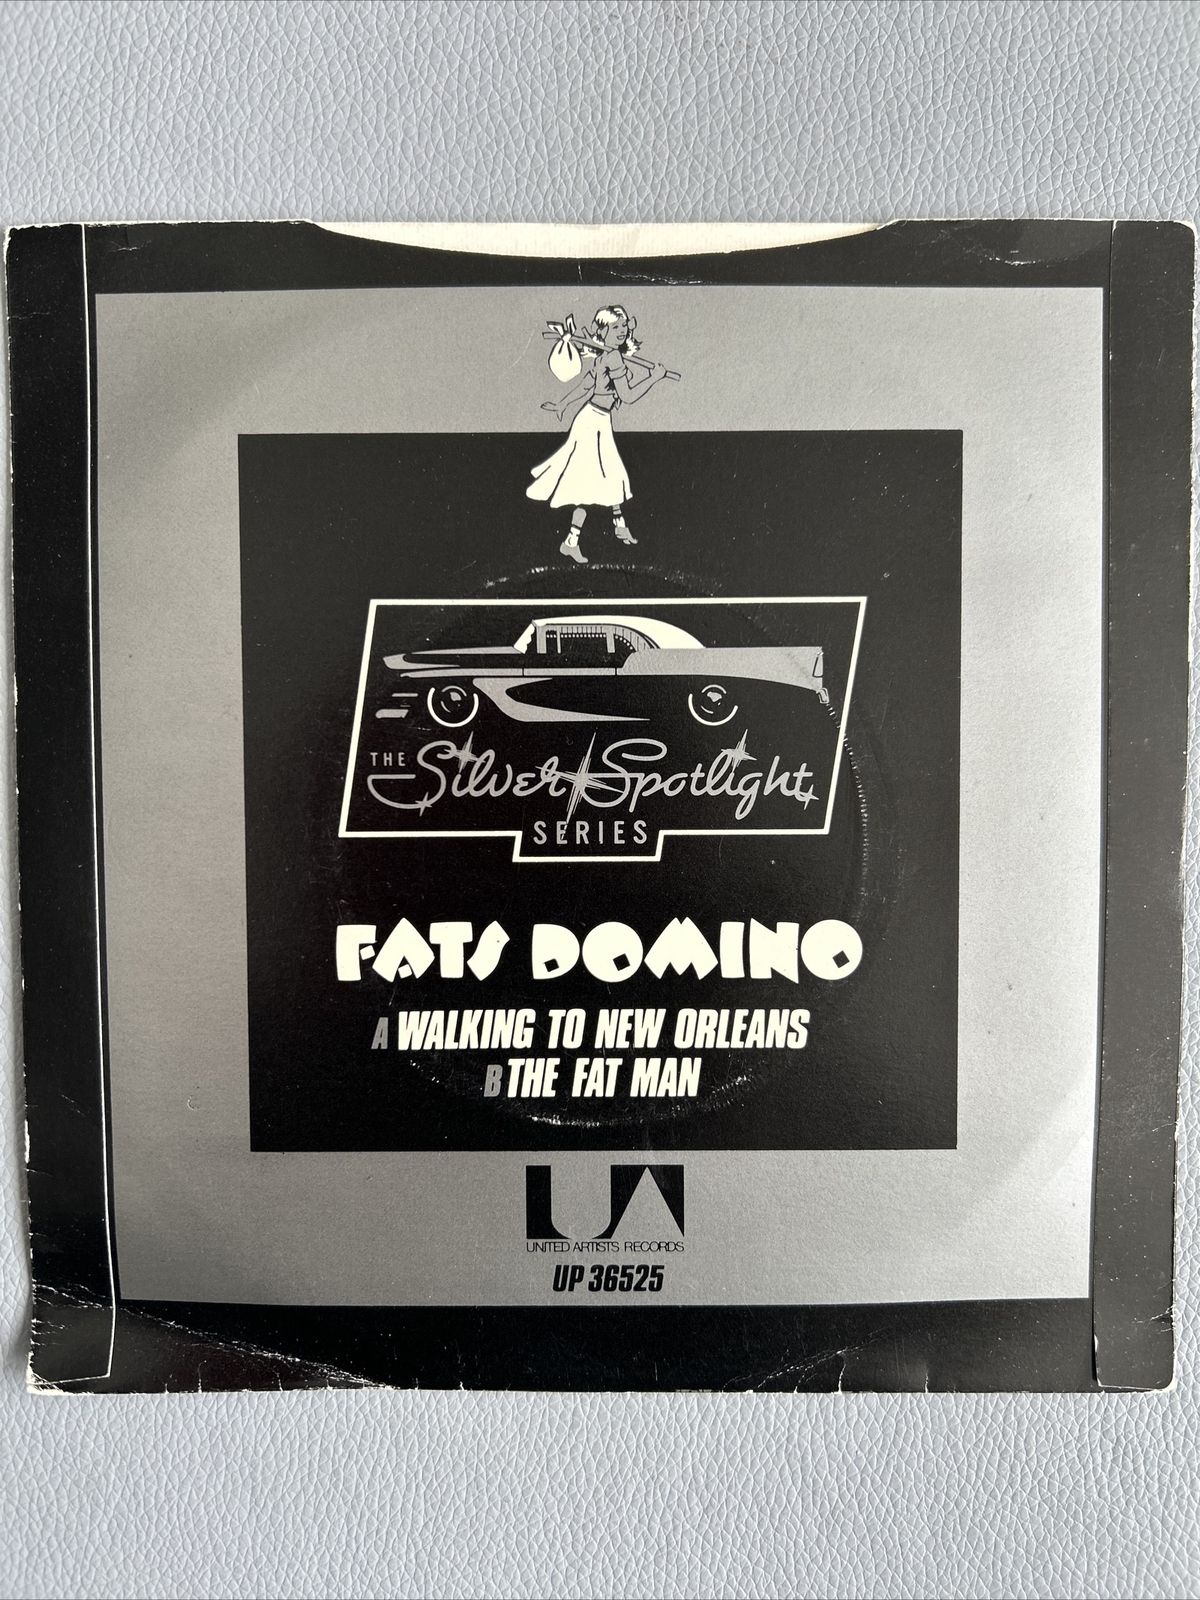 THE Silver Spotlight
SERIES
FATS DOMINO
A WALKING TO NEW ORLEANS
B THE FAT MAN
UA
UNITED ARTISTS RECORDS
UP 36525